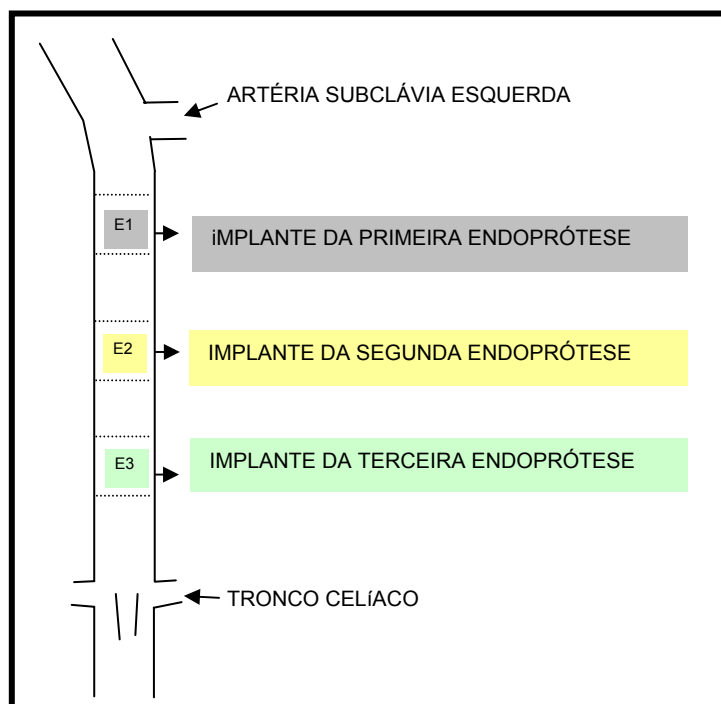 ARTÉRIA SUBCLÁVIA ESQUERDA
E1
iMPLANTE DA PRIMEIRA ENDOPRÓTESE
E2
IMPLANTE DA SEGUNDA ENDOPRÓTESE
E3
IMPLANTE DA TERCEIRA ENDOPRÓTESE
TRONCO CELíACO